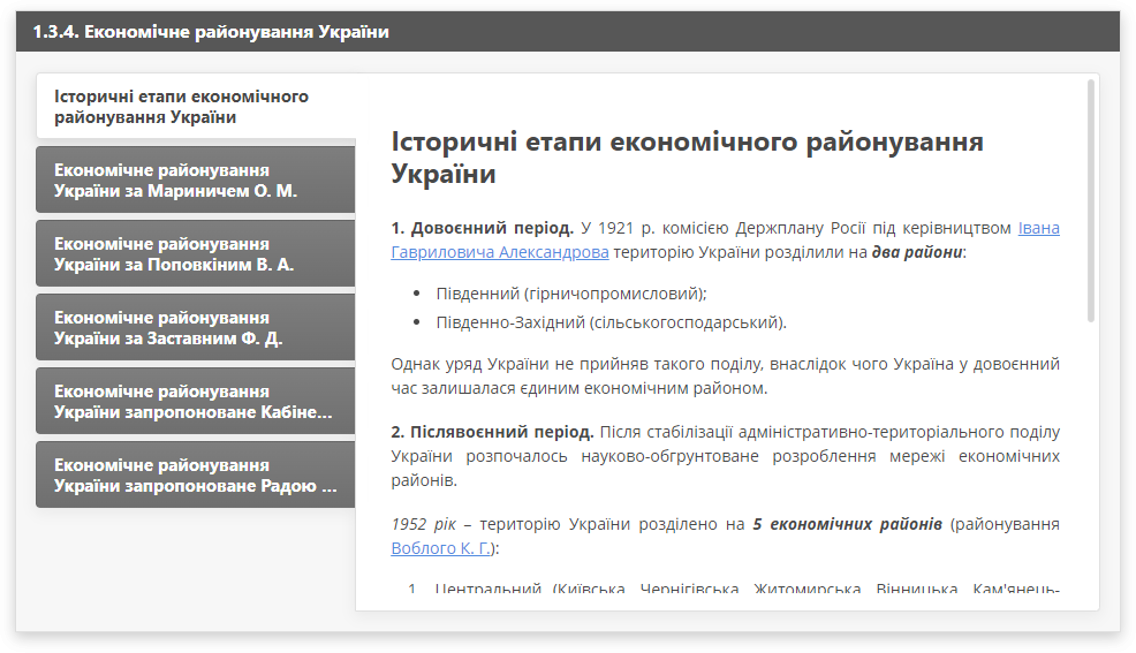 1.3.4. Економічне районування України
Історичні етапи економічного
районування України
Економічне районування
України за Мариничем О. М.
Економічне районування
України за Поповкіним В. А.
Економічне районування
України за Заставним Ф. Д.
Економічне районування
України запропоноване Кабіне...
Економічне районування
України запропоноване Радою ...
Історичні етапи економічного районування
України
1. Довоєнний період. У 1921 р. комісією Держплану Росії під керівництвом Івана
Гавриловича Александрова територію України розділили на два райони:
• Південний (гірничопромисловий);
• Південно-Західний (сільськогосподарський).
Однак уряд України не прийняв такого поділу, внаслідок чого Україна у довоєнний
час залишалася єдиним економічним районом.
2. Післявоєнний період. Після стабілізації адміністративно-територіального поділу
України розпочалось науково-обгрунтоване розроблення мережі економічних
районів.
1952 рік – територію України розділено на 5 економічних районів (районування
Воблого К. Г.):
1. Центральний (Київська, Чернігівська, Житомирська, Вінницька, Кам'янець-